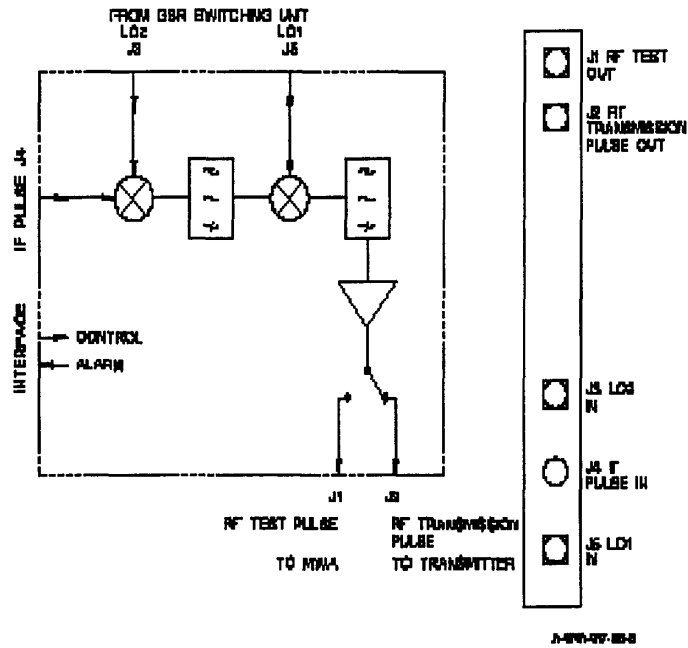 FROM GSR SWITCHING UNIT
LO2 LO1
J3 J5
IF PULSE J4
INTERFACE
CONTROL
ALARM
J1 J2
RF TEST PULSE
TO MWA
RF TRANSMISSION
PULSE
TO TRANSMITTER
J1 RF TEST
OUT
J2 RF
TRANSMISSION
PULSE OUT
J3 LO2
IN
J4 IF
PULSE IN
J5 LO1
IN